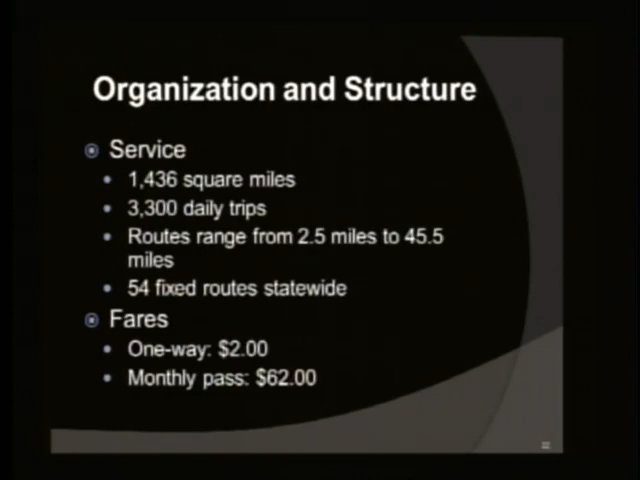 Organization and Structure
Service
1,436 square miles
3,300 daily trips
Routes range from 2.5 miles to 45.5
miles
54 fixed routes statewide
Fares
One-way: $2.00
Monthly pass: $62.00